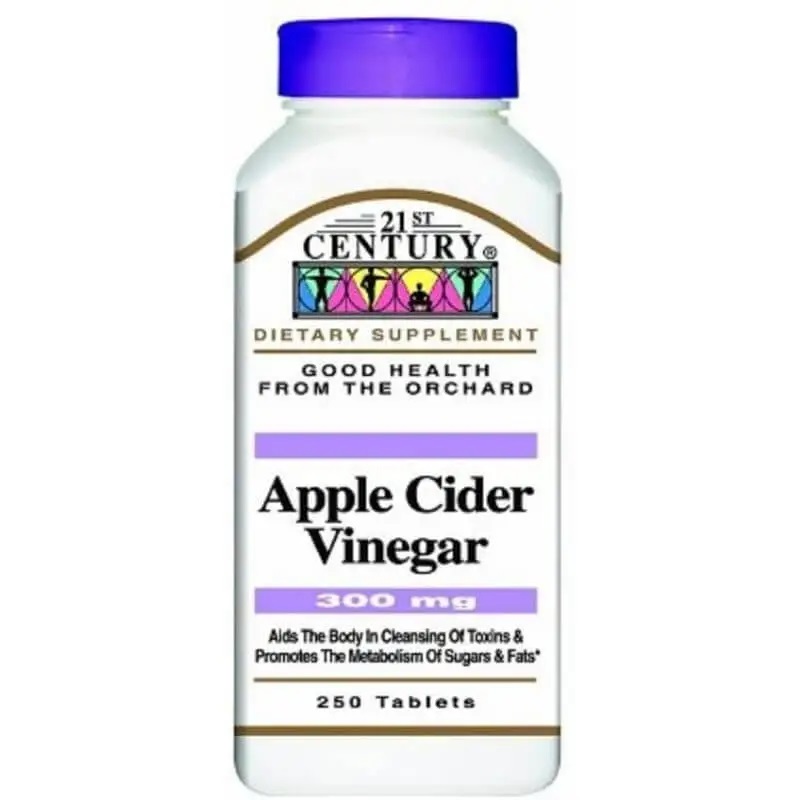 21ST
CENTURY®
DIETARY SUPPLEMENT
GOOD HEALTH
FROM THE ORCHARD
Apple Cider
Vinegar
300 mg
Aids The Body In Cleansing Of Toxins &
Promotes The Metabolism Of Sugars & Fats*
250 Tablets